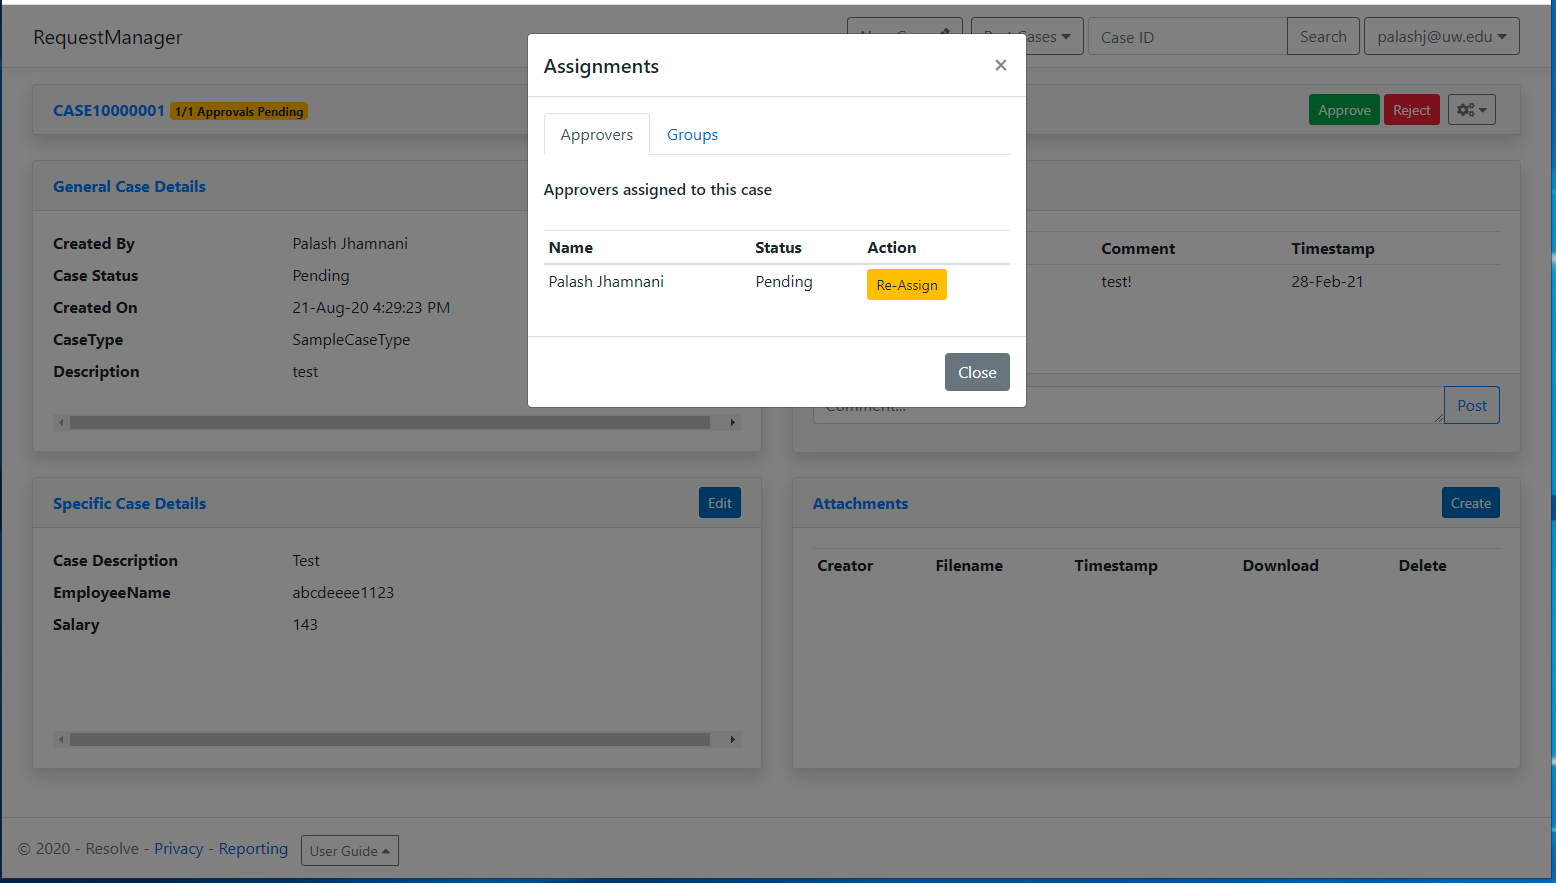 RequestManager
Cases
Case ID
Search
palashj@uw.edu
CASE10000001 1/1 Approvals Pending
Approve
Reject
Assignments
×
Approvers
Groups
Approvers assigned to this case
Name Status Action
Palash Jhamnani Pending Re-Assign
Close
General Case Details
Created By Palash Jhamnani
Case Status Pending
Created On 21-Aug-20 4:29:23 PM
CaseType SampleCaseType
Description test
Comment Timestamp
test! 28-Feb-21
Comment...
Post
Specific Case Details
Edit
Case Description Test
EmployeeName abcdeeee1123
Salary 143
Attachments
Create
Creator Filename Timestamp Download Delete
© 2020 - Resolve - Privacy - Reporting
User Guide